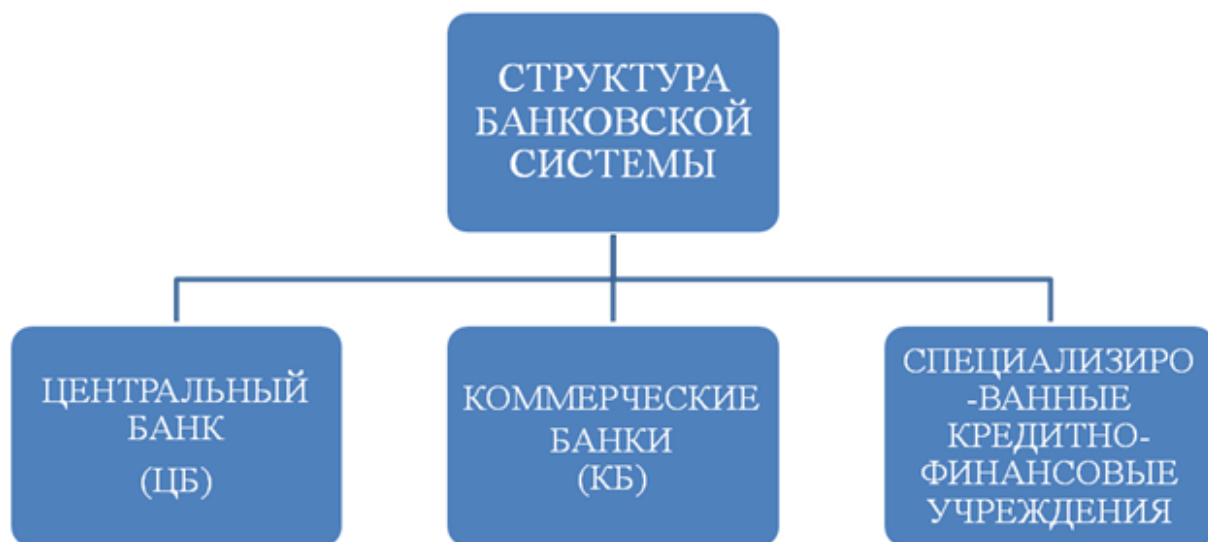 СТРУКТУРА
БАНКОВСКОЙ
СИСТЕМЫ
ЦЕНТРАЛЬНЫЙ
БАНК
(ЦБ)
КОММЕРЧЕСКИЕ
БАНКИ
(КБ)
СПЕЦИАЛИЗИРО
-ВАННЫЕ
КРЕДИТНО-
ФИНАНСОВЫЕ
УЧРЕЖДЕНИЯ